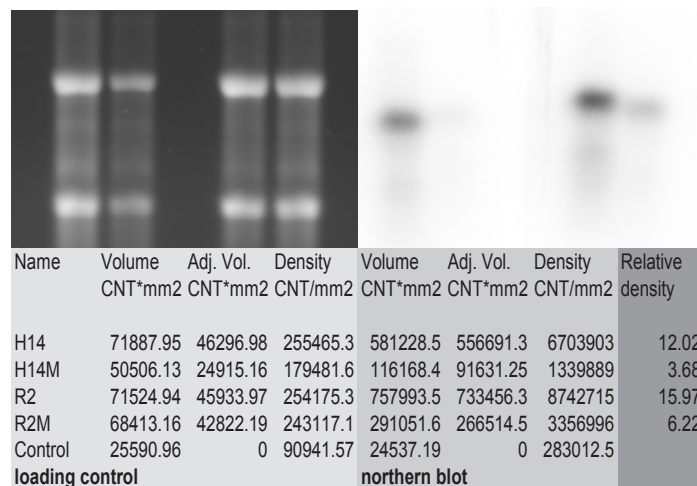 Name Volume Adj. Vol. Density Volume Adj. Vol. Density Relative
CNT*mm2 CNT*mm2 CNT/mm2 CNT*mm2 CNT*mm2 CNT/mm2 density
H14 71887.95 46296.98 255465.3 581228.5 556691.3 6703903 12.02
H14M 50506.13 24915.16 179481.6 116168.4 91631.25 1339889 3.68
R2 71524.94 45933.97 254175.3 757993.5 733456.3 8742715 15.97
R2M 68413.16 42822.19 243117.1 291051.6 266514.5 3356996 6.22
Control 25590.96 0 90941.57 24537.19 0 283012.5
loading control northern blot